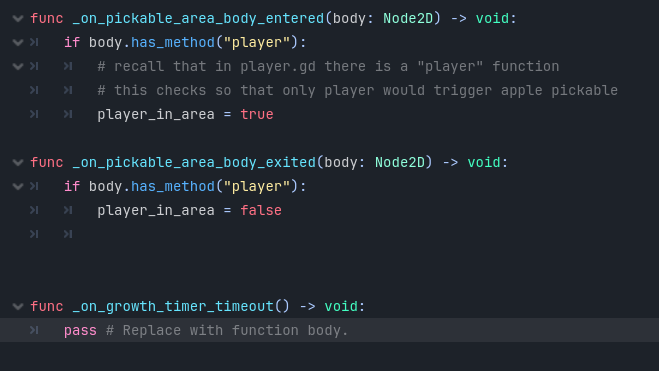 func _on_pickable_area_body_entered(body: Node2D) -> void:
if body.has_method("player"):
# recall that in player.gd there is a "player" function
# this checks so that only player would trigger apple pickable
player_in_area = true
func _on_pickable_area_body_exited(body: Node2D) -> void:
if body.has_method("player"):
player_in_area = false
func _on_growth_timer_timeout() -> void:
pass # Replace with function body.